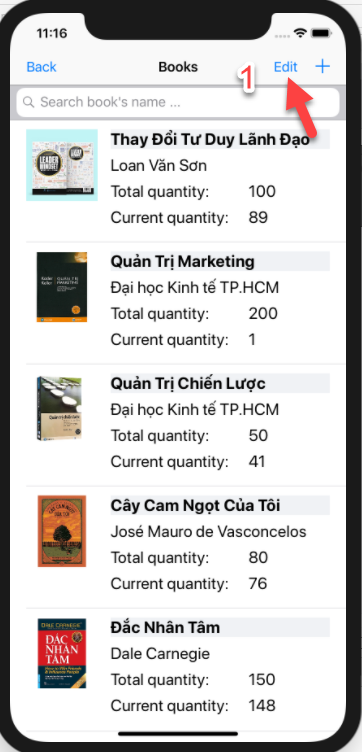 11:16
Back
Books
1
Edit
Search book's name ...
Thay Đổi Tư Duy Lãnh Đạo
Loan Văn Sơn
Total quantity: 100
Current quantity: 89
LEADER
MINDSET
Quản Trị Marketing
Đại học Kinh tế TP.HCM
Total quantity: 200
Current quantity: 1
Quản Trị Chiến Lược
Đại học Kinh tế TP.HCM
Total quantity: 50
Current quantity: 41
Cây Cam Ngọt Của Tôi
José Mauro de Vasconcelos
Total quantity: 80
Current quantity: 76
Đắc Nhân Tâm
Dale Carnegie
Total quantity: 150
Current quantity: 148
DALE CARNEGIE
ĐẮC
NHÂN
TÂM